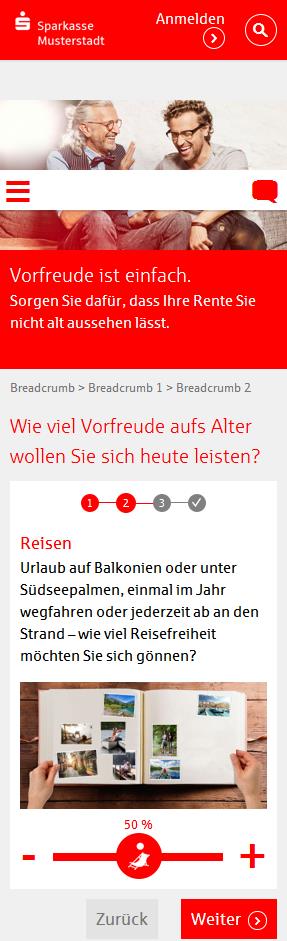 Sparkasse
Musterstadt
Anmelden
Vorfreude ist einfach.
Sorgen Sie dafür, dass Ihre Rente Sie
nicht alt aussehen lässt.
Breadcrumb > Breadcrumb 1 > Breadcrumb 2
Wie viel Vorfreude aufs Alter
wollen Sie sich heute leisten?
1 2 3
Reisen
Urlaub auf Balkonien oder unter
Südseepalmen, einmal im Jahr
wegfahren oder jederzeit ab an den
Strand – wie viel Reisefreiheit
möchten Sie sich gönnen?
50 %
- +
Zurück
Weiter